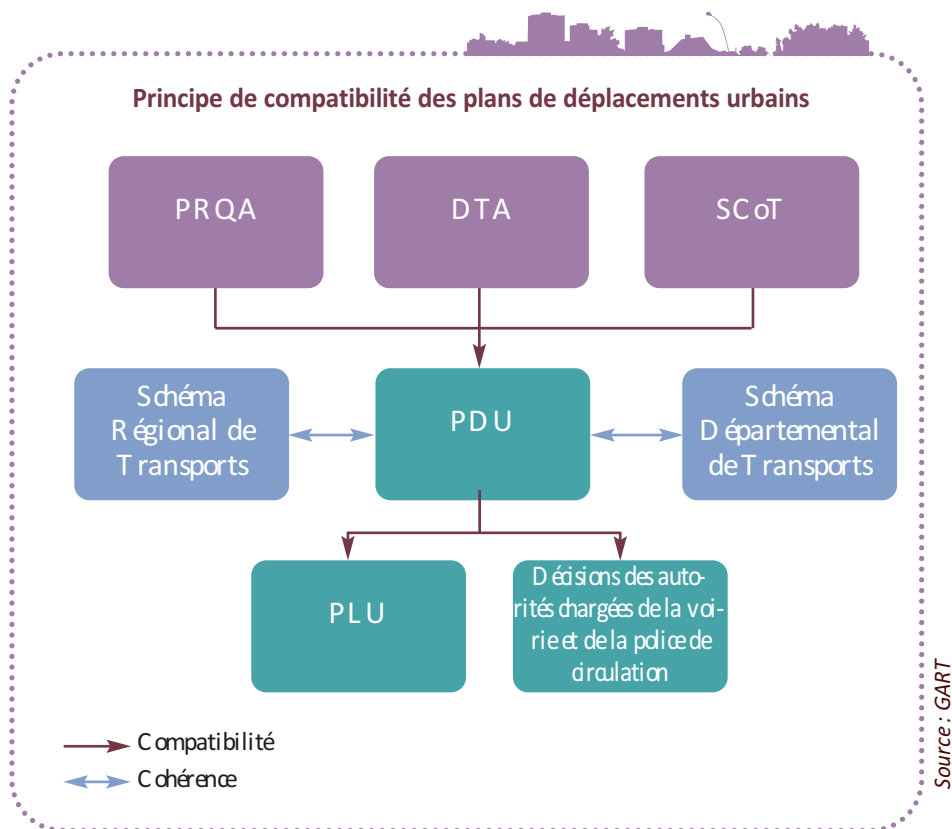 Principe de compatibilité des plans de déplacements urbains
PRQA
DTA
SCoT
Schéma
Régional de
Transports
PDU
Schéma
Départemental
de Transports
PLU
Décisions des auto-
rités chargées de la voi-
rie et de la police de
circulation
Compatibilité
Cohérence
Source : GART